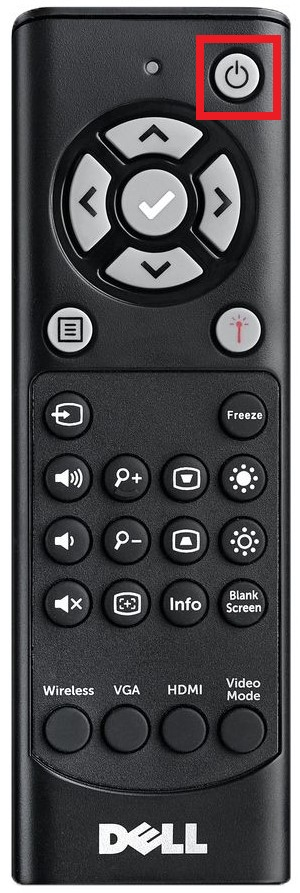 Freeze
Info
Blank
Screen
Wireless VGA HDMI Video
Mode
DELL